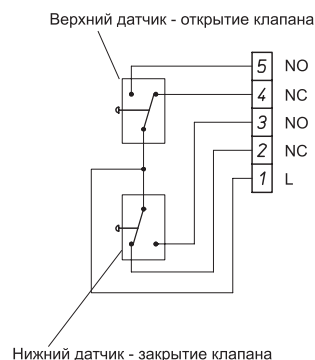 Верхний датчик - открытие клапана
5 NO
4 NC
3 NO
2 NC
1 L
Нижний датчик - закрытие клапана